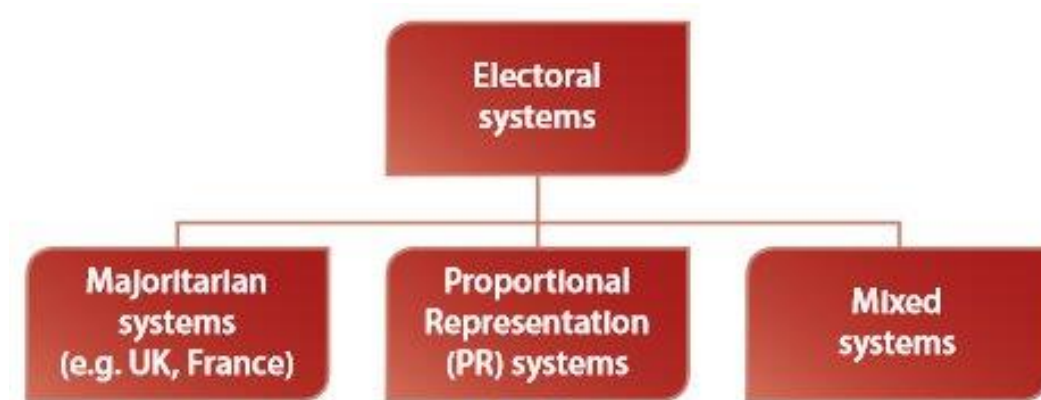 Electoral
systems
Majoritarian
systems
(e.g. UK, France)
Proportional
Representation
(PR) systems
Mixed
systems